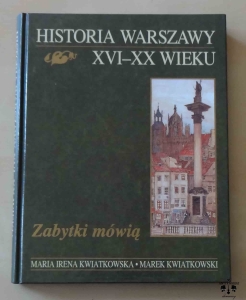 HISTORIA WARSZAWY
XVI–XX WIEKU
Zabytki mówią
MARIA IRENA KWIATKOWSKA • MAREK KWIATKOWSKI